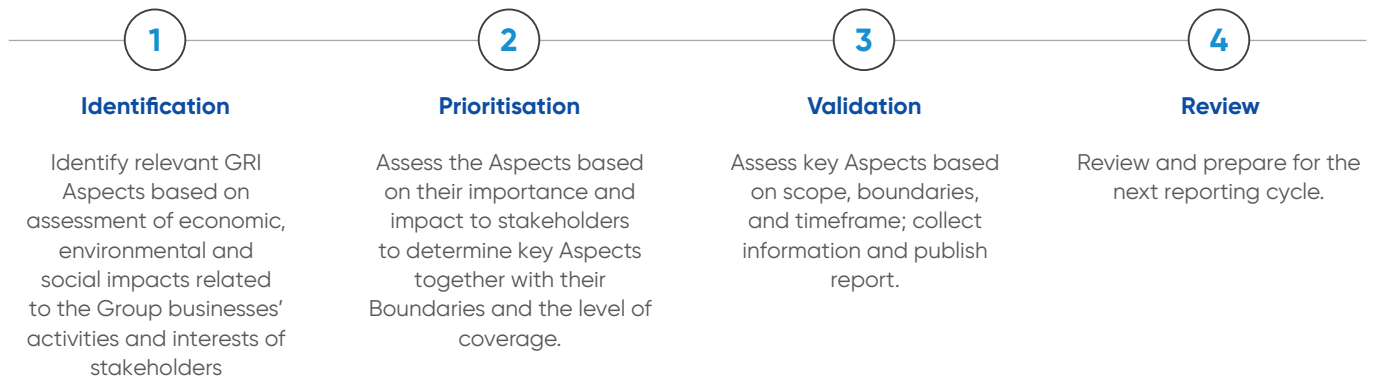 1
Identification
Identify relevant GRI
Aspects based on
assessment of economic,
environmental and
social impacts related
to the Group businesses’
activities and interests of
stakeholders
2
Prioritisation
Assess the Aspects based
on their importance and
impact to stakeholders
to determine key Aspects
together with their
Boundaries and the level of
coverage.
3
Validation
Assess key Aspects based
on scope, boundaries,
and timeframe; collect
information and publish
report.
4
Review
Review and prepare for the
next reporting cycle.